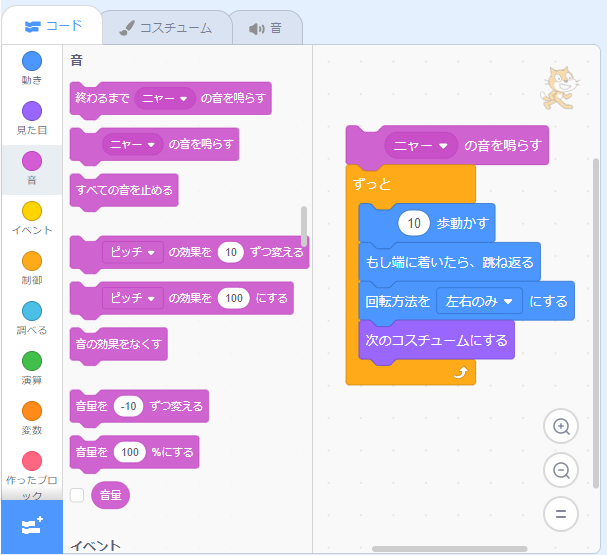 コード
コスチューム
音
動き
見た目
音
イベント
制御
調べる
演算
変数
作ったブロ
ック
音
終わるまで ニャー の音を鳴らす
ニャー の音を鳴らす
すべての音を止める
ピッチ の効果を 10 ずつ変える
ピッチ の効果を 100 にする
音の効果をなくす
音量を -10 ずつ変える
音量を 100 %にする
音量
イベント
ニャー の音を鳴らす
ずっと
10 歩動かす
もし端に着いたら、跳ね返る
回転方法を 左右のみ にする
次のコスチュームにする